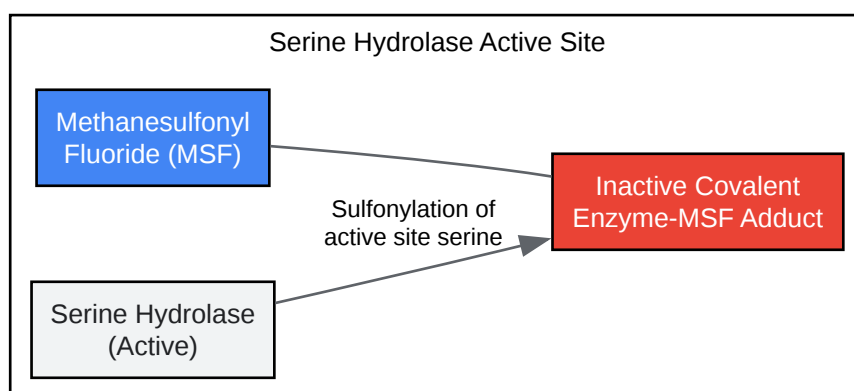 Serine Hydrolase Active Site
Methanesulfonyl
Fluoride (MSF)
Inactive Covalent
Enzyme-MSF Adduct
Sulfonylation of
active site serine
Serine Hydrolase
(Active)